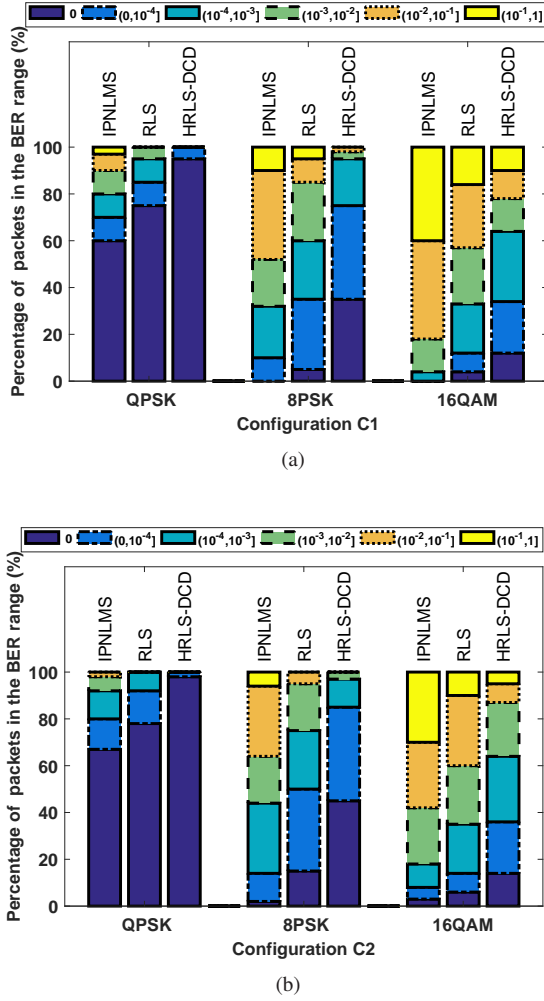 0 (0,10⁻⁴] (10⁻⁴,10⁻³] (10⁻³,10⁻²] (10⁻²,10⁻¹] (10⁻¹,1]
IPNLMS RLS HRLS-DCD IPNLMS RLS HRLS-DCD IPNLMS RLS HRLS-DCD
Percentage of packets in the BER range (%)
100
80
60
40
20
0
QPSK 8PSK 16QAM
Configuration C1
(a)
0 (0,10⁻⁴] (10⁻⁴,10⁻³] (10⁻³,10⁻²] (10⁻²,10⁻¹] (10⁻¹,1]
IPNLMS RLS HRLS-DCD IPNLMS RLS HRLS-DCD IPNLMS RLS HRLS-DCD
Percentage of packets in the BER range (%)
100
80
60
40
20
0
QPSK 8PSK 16QAM
Configuration C2
(b)